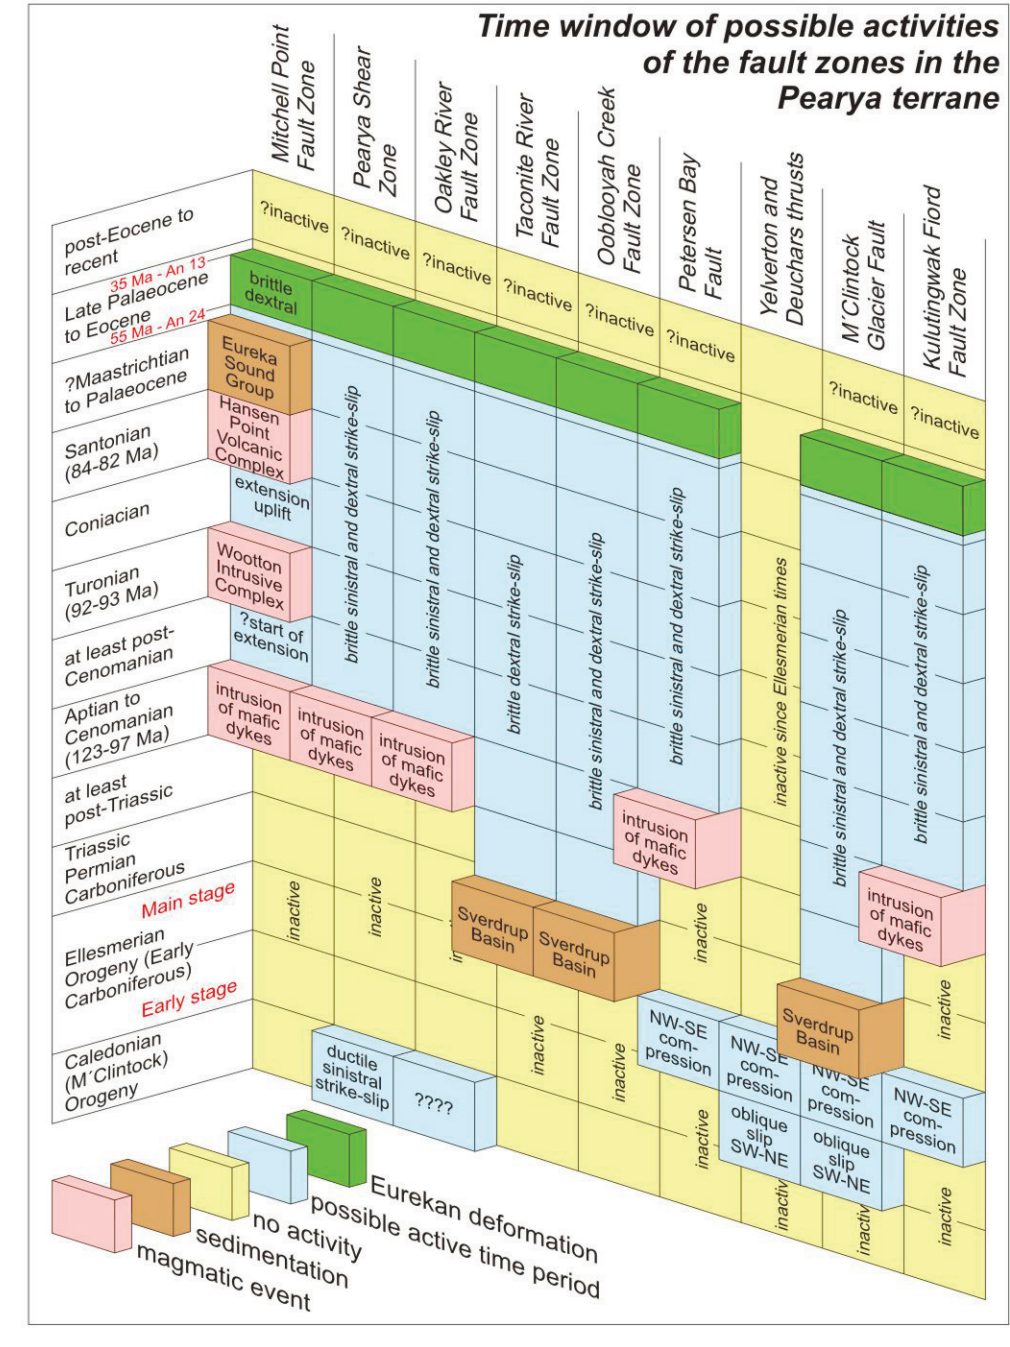 Time window of possible activities
of the fault zones in the
Pearya terrane
Mitchell Point
Fault Zone
Pearya Shear
Zone
Oakley River
Fault Zone
Taconite River
Fault Zone
Ooblooyah Creek
Fault Zone
Petersen Bay
Fault
Yelverton and
Deuchars thrusts
M´Clintock
Glacier Fault
Kulutingwak Fiord
Fault Zone
post-Eocene to
recent
35 Ma - An 13
Late Palaeocene
to Eocene
55 Ma - An 24
?Maastrichtian
to Palaeocene
Santonian
(84-82 Ma)
Coniacian
Turonian
(92-93 Ma)
at least post-
Cenomanian
Aptian to
Cenomanian
(123-97 Ma)
at least
post-Triassic
Triassic
Permian
Carboniferous
Main stage
Ellesmerian
Orogeny (Early
Carboniferous)
Early stage
Caledonian
(M´Clintock)
Orogeny
?inactive
?inactive
?inactive
?inactive
?inactive
?inactive
?inactive
?inactive
brittle
dextral
Eureka
Sound
Group
Hansen
Point
Volcanic
Complex
extension
uplift
Wootton
Intrusive
Complex
?start of
extension
intrusion
of mafic
dykes
intrusion
of mafic
dykes
intrusion
of mafic
dykes
brittle sinistral and dextral strike-slip
brittle sinistral and dextral strike-slip
brittle dextral strike-slip
brittle sinistral and dextral strike-slip
brittle sinistral and dextral strike-slip
inactive since Ellesmerian times
brittle sinistral and dextral strike-slip
brittle sinistral and dextral strike-slip
intrusion
of mafic
dykes
intrusion
of mafic
dykes
inactive
inactive
in
Sverdrup
Basin
Sverdrup
Basin
inactive
inactive
Sverdrup
Basin
inactive
inactive
NW-SE
com-
pression
NW-SE
com-
pression
NW-SE
com-
pression
NW-SE
com-
pression
ductile
sinistral
strike-slip
????
inactive
oblique
slip
SW-NE
oblique
slip
SW-NE
inactiv
inactiv
inactive
Eurekan deformation
possible active time period
no activity
sedimentation
magmatic event